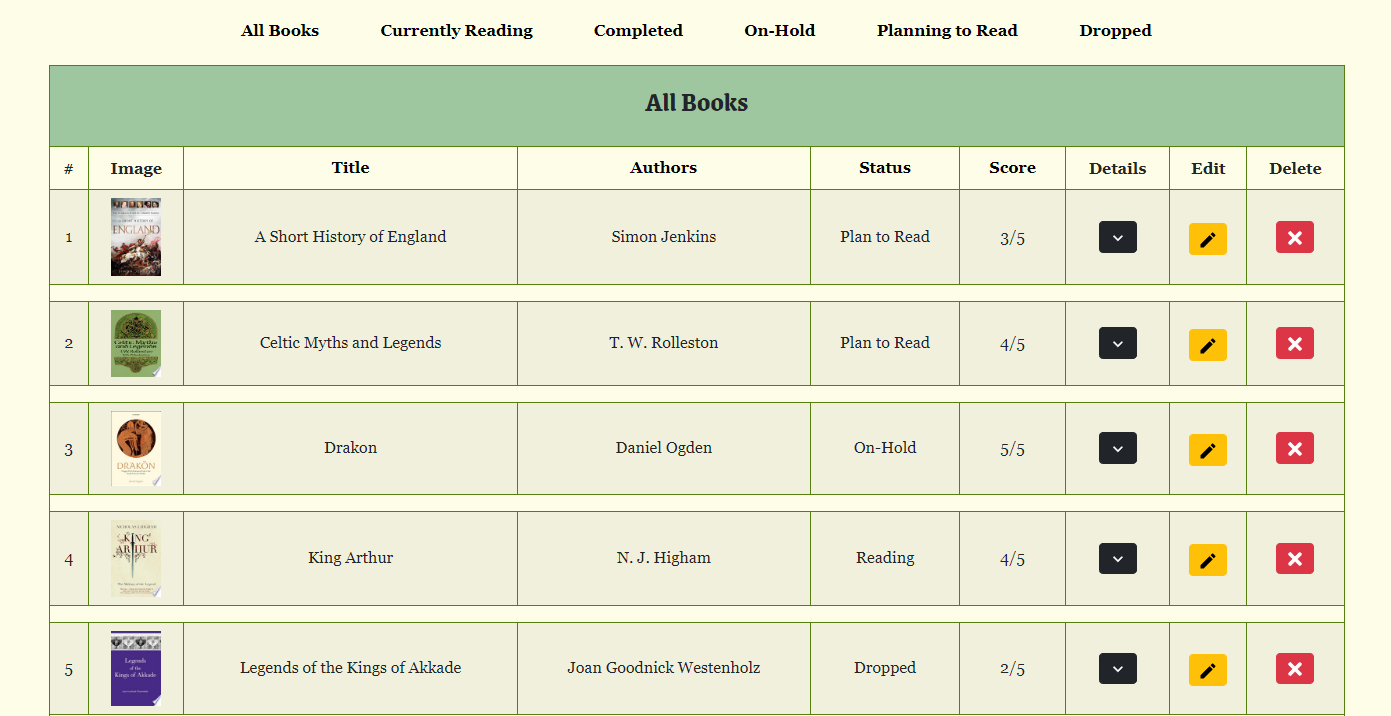 All Books Currently Reading Completed On-Hold Planning to Read Dropped
All Books
# Image Title Authors Status Score Details Edit Delete
1 ENGLAND A Short History of England Simon Jenkins Plan to Read 3/5
2 Celtic Myths and Legends Celtic Myths and Legends T. W. Rolleston Plan to Read 4/5
3 DRAKŌN Drakon Daniel Ogden On-Hold 5/5
4 KING ARTHUR King Arthur N. J. Higham Reading 4/5
5 Legends of the Kings of Akkade Legends of the Kings of Akkade Joan Goodnick Westenholz Dropped 2/5